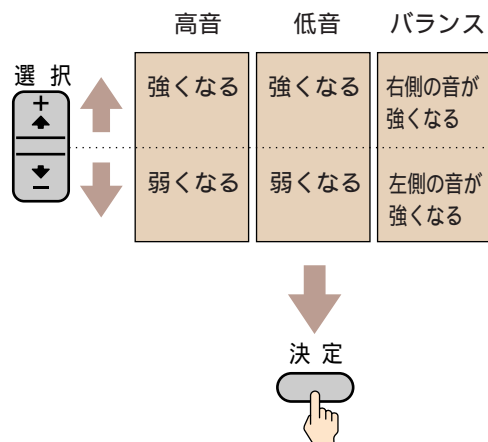 高音 低音 バランス
選択
+
強くなる 強くなる 右側の音が
強くなる
−
弱くなる 弱くなる 左側の音が
強くなる
決定